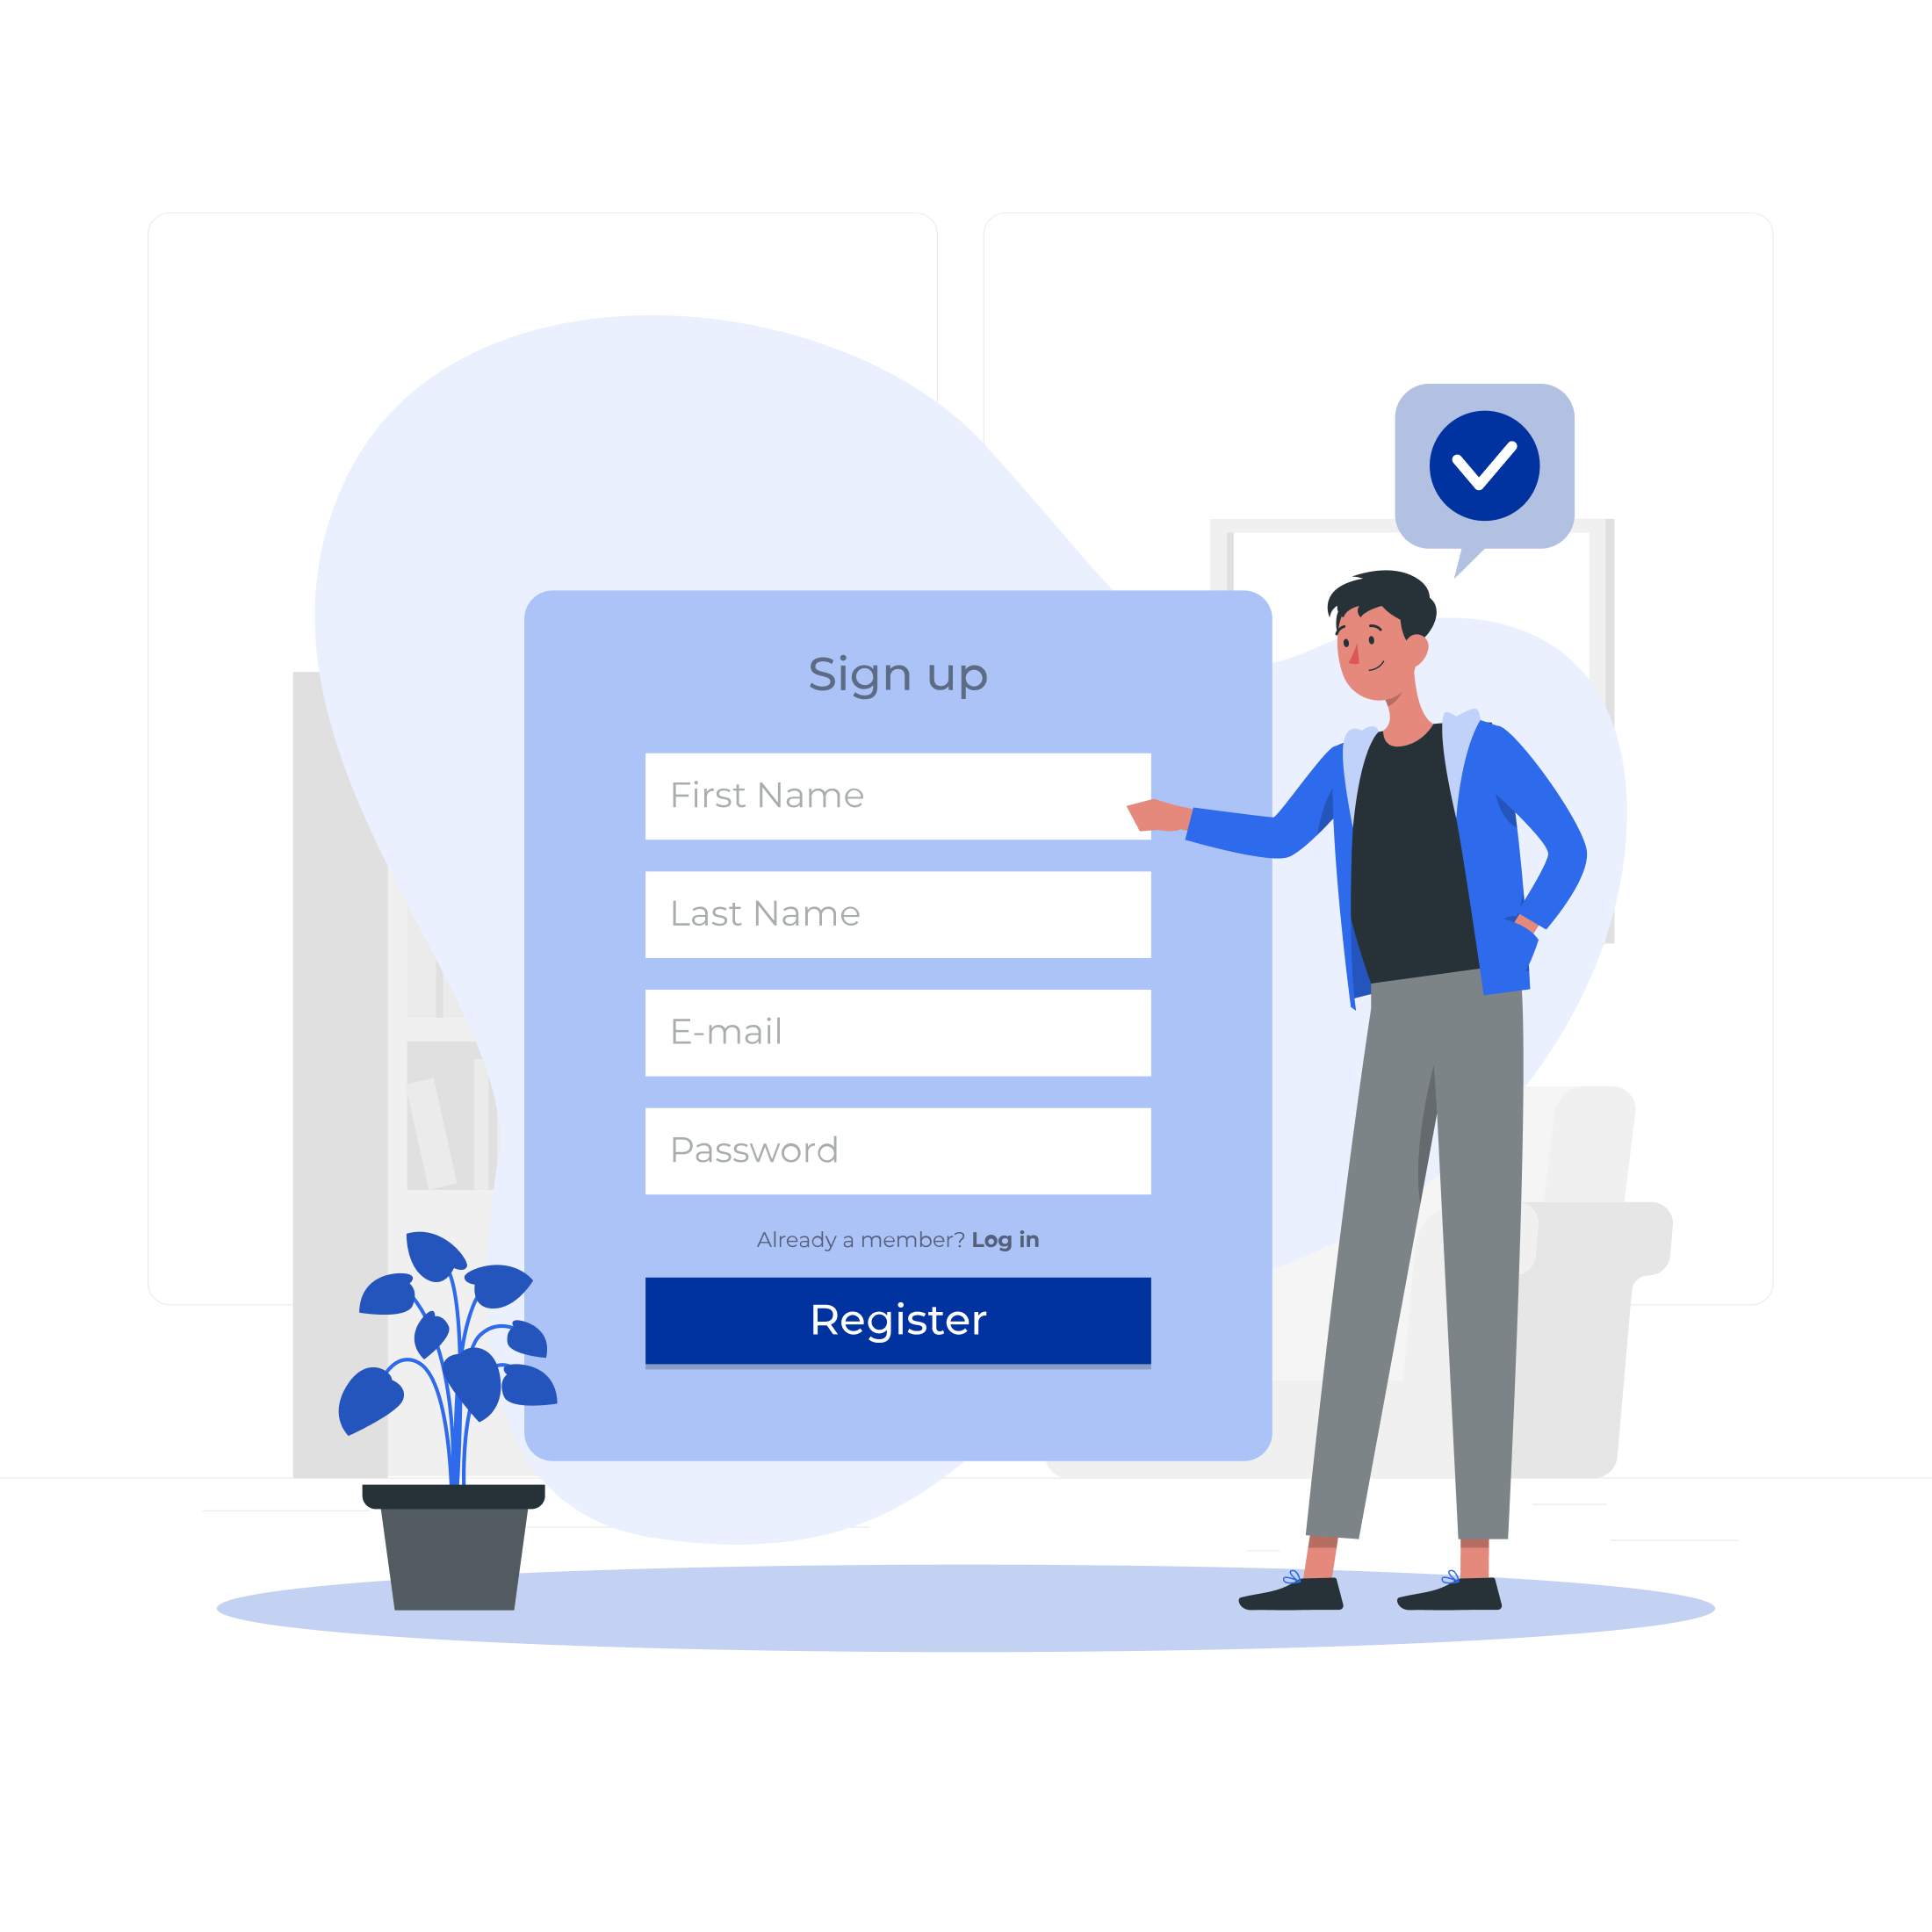 Sign up
First Name
Last Name
E-mail
Password
Already a member? Log in
Register